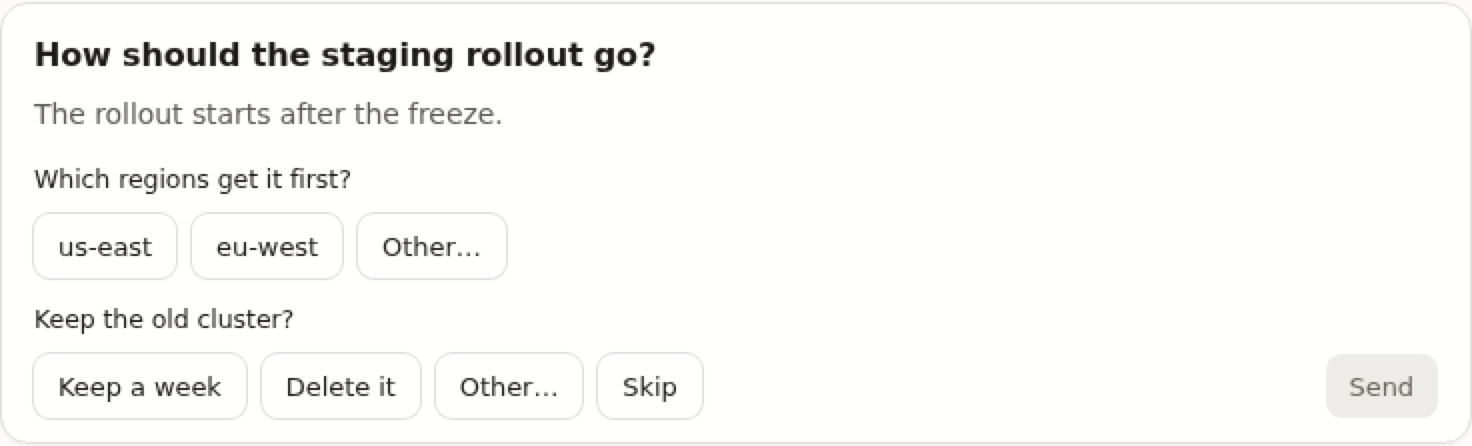 How should the staging rollout go?
The rollout starts after the freeze.
Which regions get it first?
us-east eu-west Other...
Keep the old cluster?
Keep a week Delete it Other... Skip Send